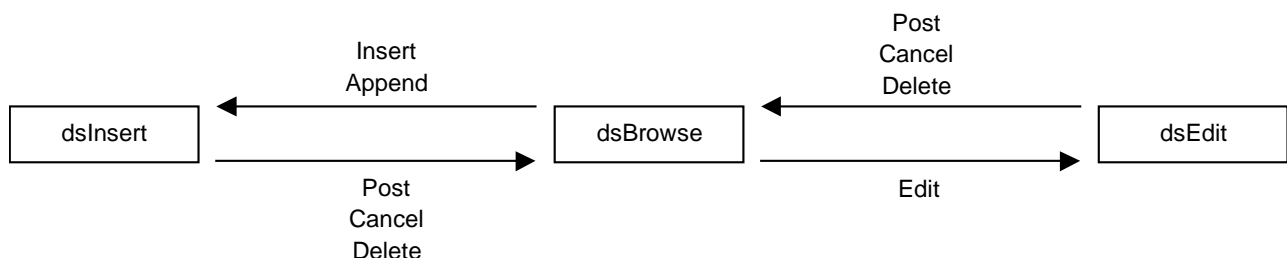 Insert
Append
Post
Cancel
Delete
dsInsert
dsBrowse
dsEdit
Post
Cancel
Delete
Edit